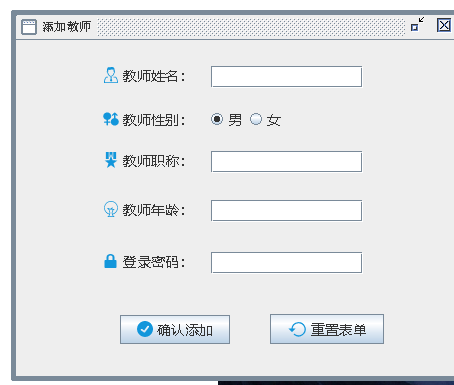 添加教师
教师姓名：
教师性别： 男 女
教师职称：
教师年龄：
登录密码：
确认添加 重置表单